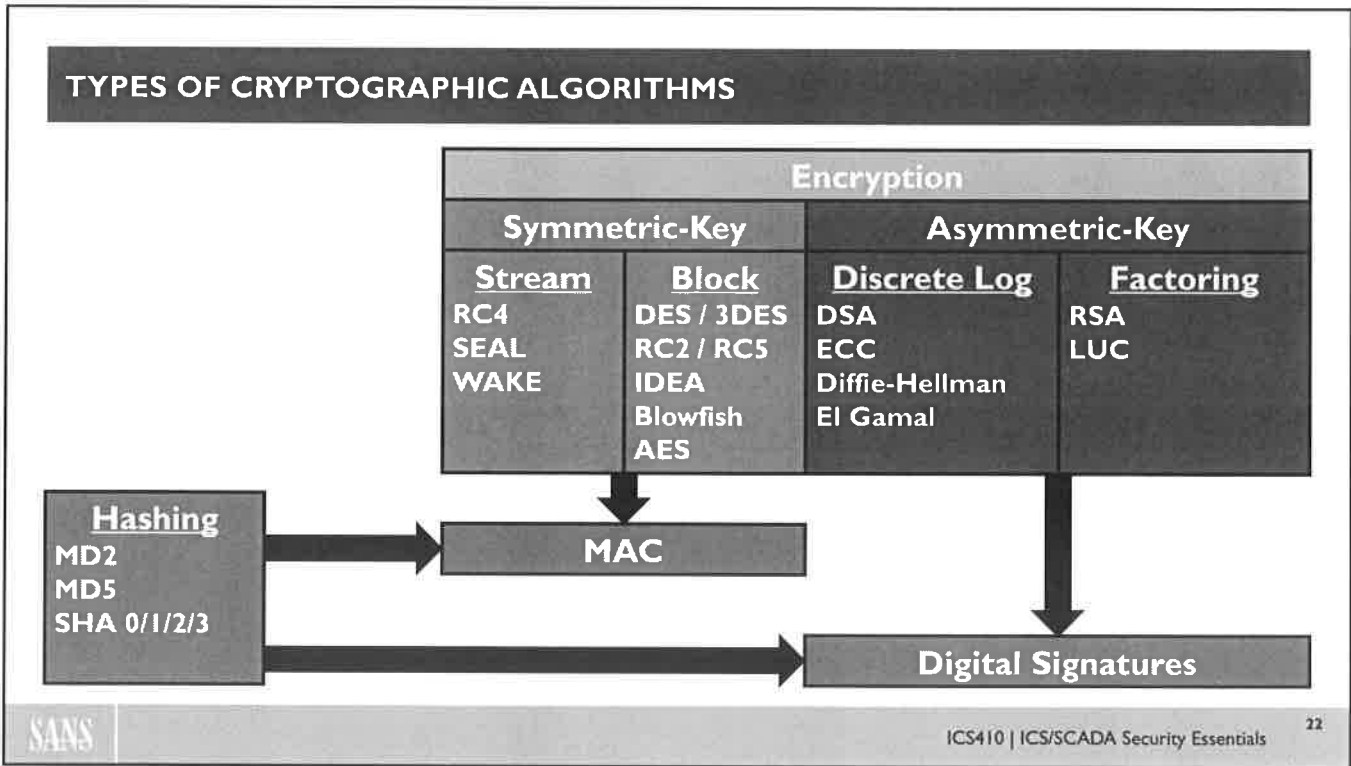 TYPES OF CRYPTOGRAPHIC ALGORITHMS
Encryption
Symmetric-Key
Asymmetric-Key
Stream
RC4
SEAL
WAKE
Block
DES / 3DES
RC2 / RC5
IDEA
Blowfish
AES
Discrete Log
DSA
ECC
Diffie-Hellman
El Gamal
Factoring
RSA
LUC
Hashing
MD2
MD5
SHA 0/1/2/3
MAC
Digital Signatures
SANS
ICS410 | ICS/SCADA Security Essentials
22